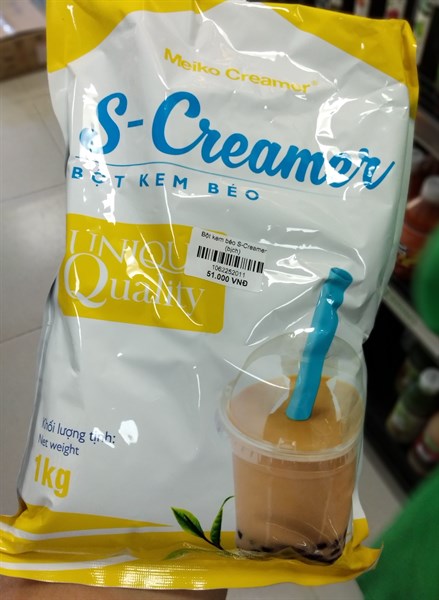 Meiko Creamer®
S-Creamer
BỘT KEM BÉO
UNIQUE
Quality
Bột kem béo S-Creamer
(bịch)
1062252011
51.000 VNĐ
Khối lượng tịnh:
Net weight
1kg